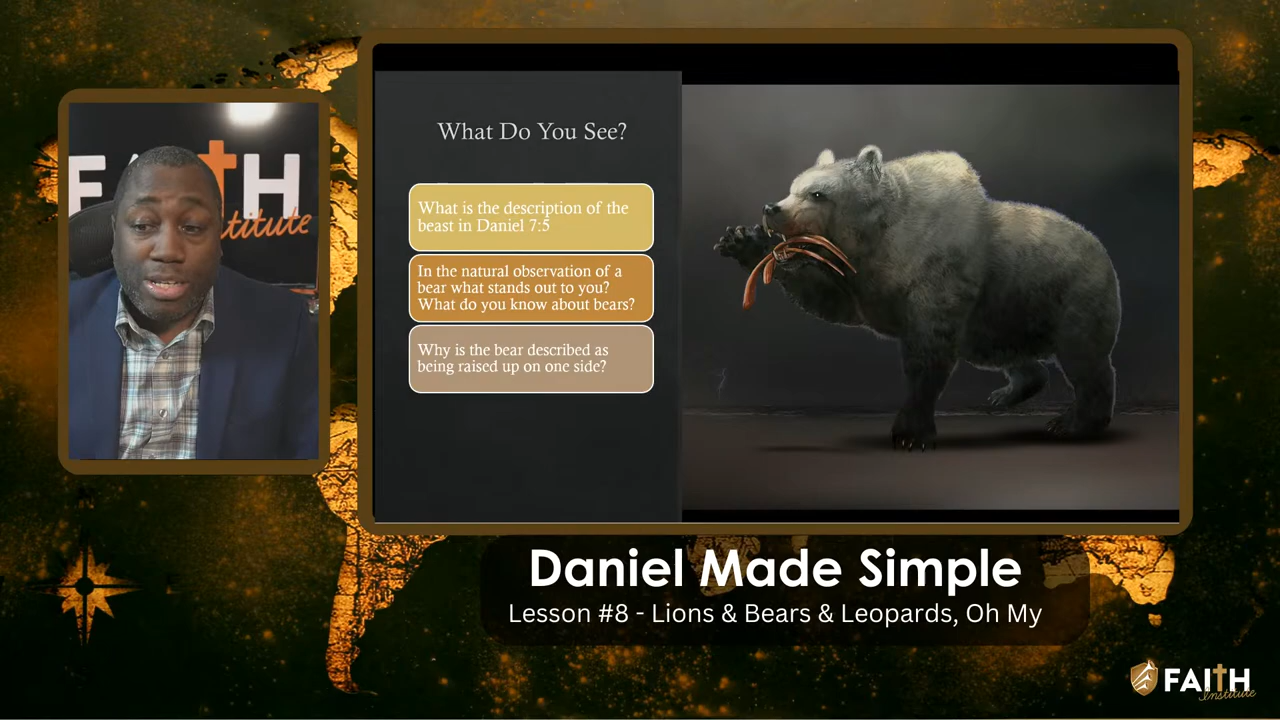 FAITH
stitute
What Do You See?
What is the description of the
beast in Daniel 7:5
In the natural observation of a
bear what stands out to you?
What do you know about bears?
Why is the bear described as
being raised up on one side?
Daniel Made Simple
Lesson #8 - Lions & Bears & Leopards, Oh My
FAITH
Institute